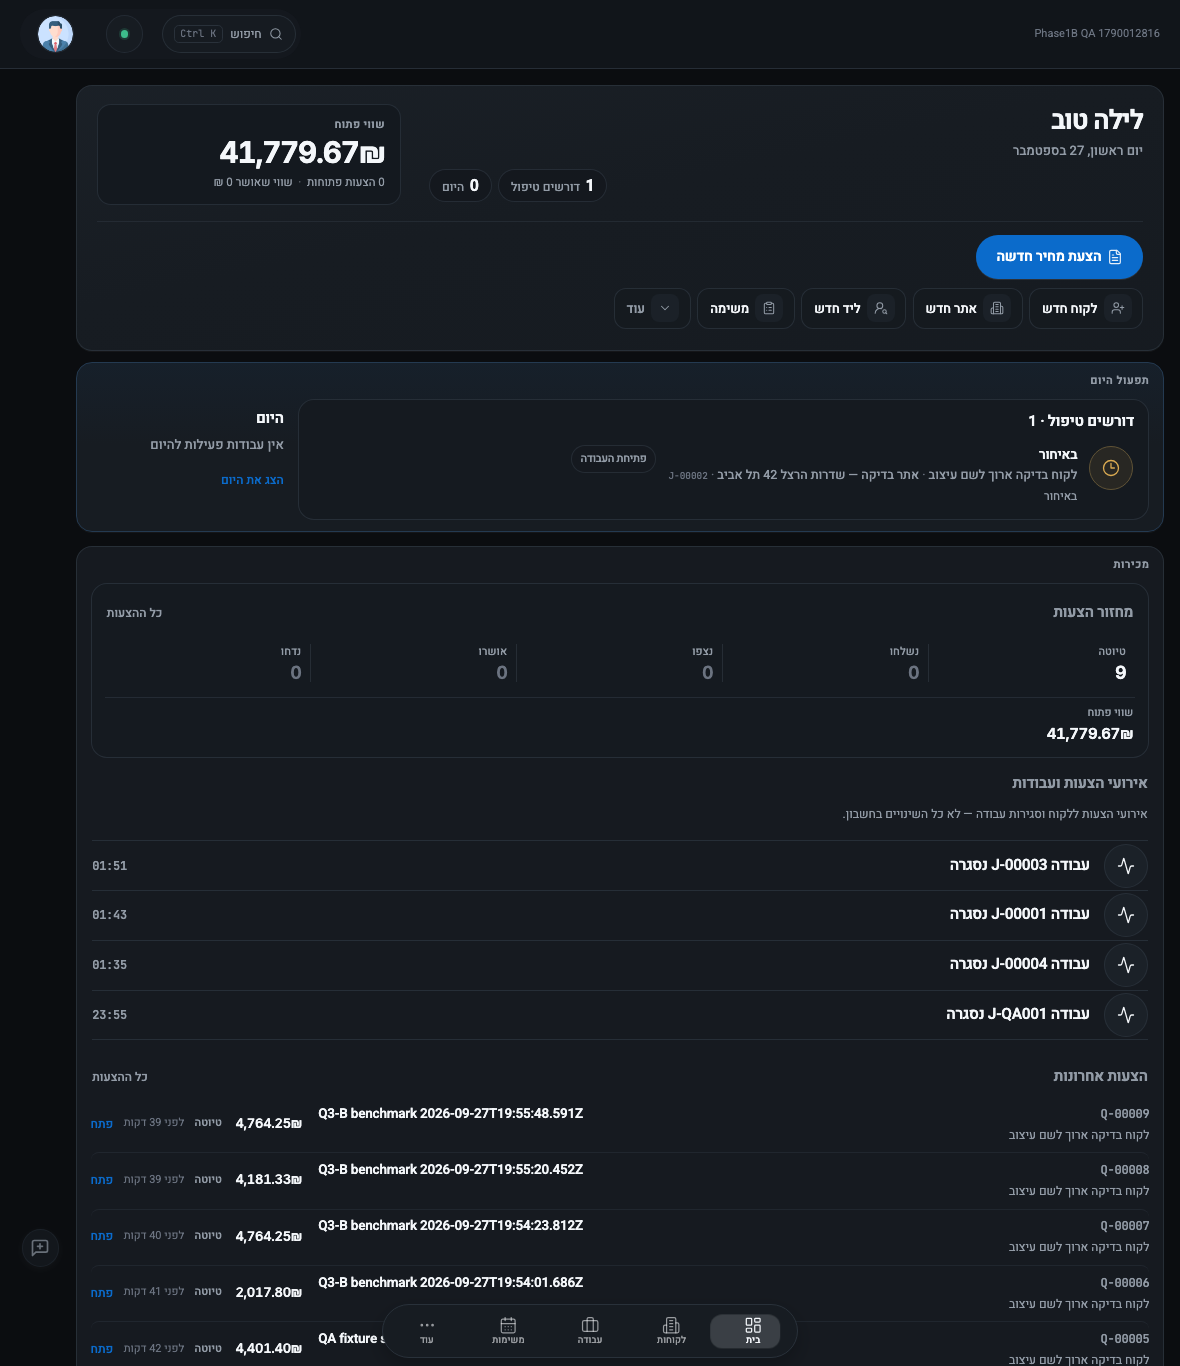 Phase1B QA 1790012816
חיפוש Ctrl K
לילה טוב
יום ראשון, 27 בספטמבר
1 דורשים טיפול
0 היום
שווי פתוח
41,779.67₪
0 הצעות פתוחות · שווי שאושר 0 ₪
הצעת מחיר חדשה
לקוח חדש
אתר חדש
ליד חדש
משימה
עוד
תפעול היום
דורשים טיפול · 1
באיחור
לקוח בדיקה ארוך לשם עיצוב · אתר בדיקה — שדרות הרצל 42 תל אביב · J-00002
באיחור
פתיחת העבודה
היום
אין עבודות פעילות להיום
הצג את היום
מכירות
מחזור הצעות
כל ההצעות
טיוטה
9
נשלחו
0
נצפו
0
אושרו
0
נדחו
0
שווי פתוח
41,779.67₪
אירועי הצעות ועבודות
אירועי הצעות ללקוח וסגירות עבודה — לא כל השינויים בחשבון.
עבודה J-00003 נסגרה
01:51
עבודה J-00001 נסגרה
01:43
עבודה J-00004 נסגרה
01:35
עבודה J-QA001 נסגרה
23:55
הצעות אחרונות
כל ההצעות
Q-00009
לקוח בדיקה ארוך לשם עיצוב
Q3-B benchmark 2026-09-27T19:55:48.591Z
4,764.25₪ טיוטה לפני 39 דקות פתח
Q-00008
לקוח בדיקה ארוך לשם עיצוב
Q3-B benchmark 2026-09-27T19:55:20.452Z
4,181.33₪ טיוטה לפני 39 דקות פתח
Q-00007
לקוח בדיקה ארוך לשם עיצוב
Q3-B benchmark 2026-09-27T19:54:23.812Z
4,764.25₪ טיוטה לפני 40 דקות פתח
Q-00006
לקוח בדיקה ארוך לשם עיצוב
Q3-B benchmark 2026-09-27T19:54:01.686Z
2,017.80₪ טיוטה לפני 41 דקות פתח
Q-00005
לקוח בדיקה ארוך לשם עיצוב
QA fixture
4,401.40₪ טיוטה לפני 42 דקות פתח
בית
לקוחות
עבודה
משימות
עוד